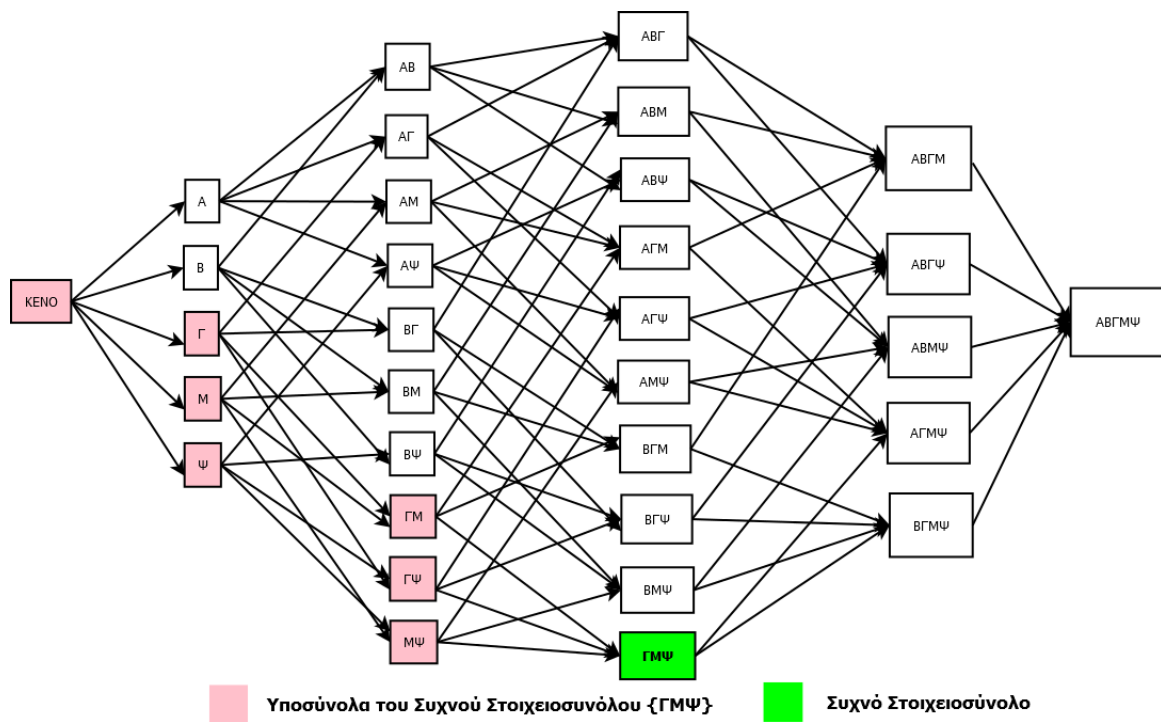 ΚΕΝΟ
Α
Β
Γ
Μ
Ψ
ΑΒ
ΑΓ
ΑΜ
ΑΨ
ΒΓ
ΒΜ
ΒΨ
ΓΜ
ΓΨ
ΜΨ
ΑΒΓ
ΑΒΜ
ΑΒΨ
ΑΓΜ
ΑΓΨ
ΑΜΨ
ΒΓΜ
ΒΓΨ
ΒΜΨ
ΓΜΨ
ΑΒΓΜ
ΑΒΓΨ
ΑΒΜΨ
ΑΓΜΨ
ΒΓΜΨ
ΑΒΓΜΨ
Υποσύνολα του Συχνού Στοιχειοσυνόλου {ΓΜΨ}
Συχνό Στοιχειοσύνολο